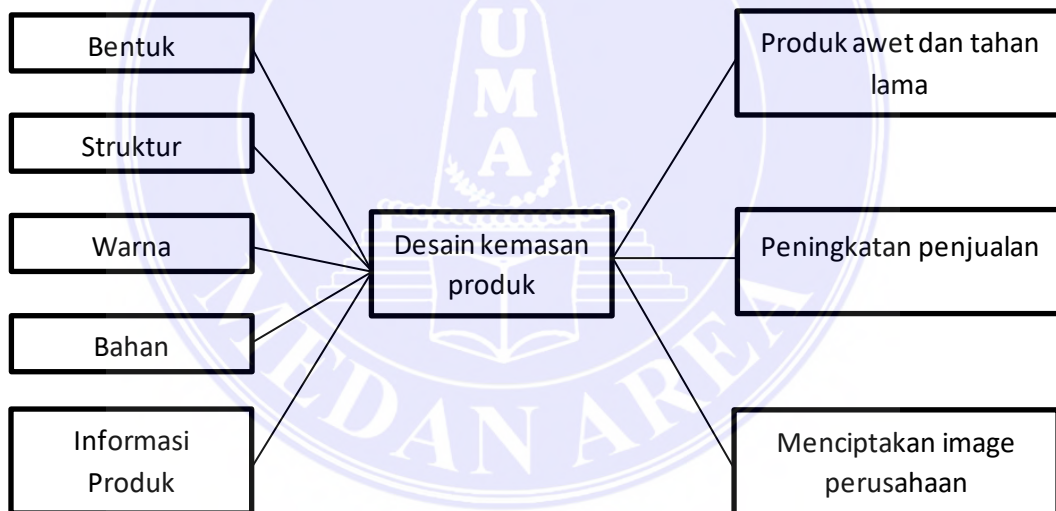 Bentuk
Struktur
Warna
Bahan
Informasi
Produk
Desain kemasan
produk
Produk awet dan tahan
lama
Peningkatan penjualan
Menciptakan image
perusahaan
UMA
MEDAN AREA